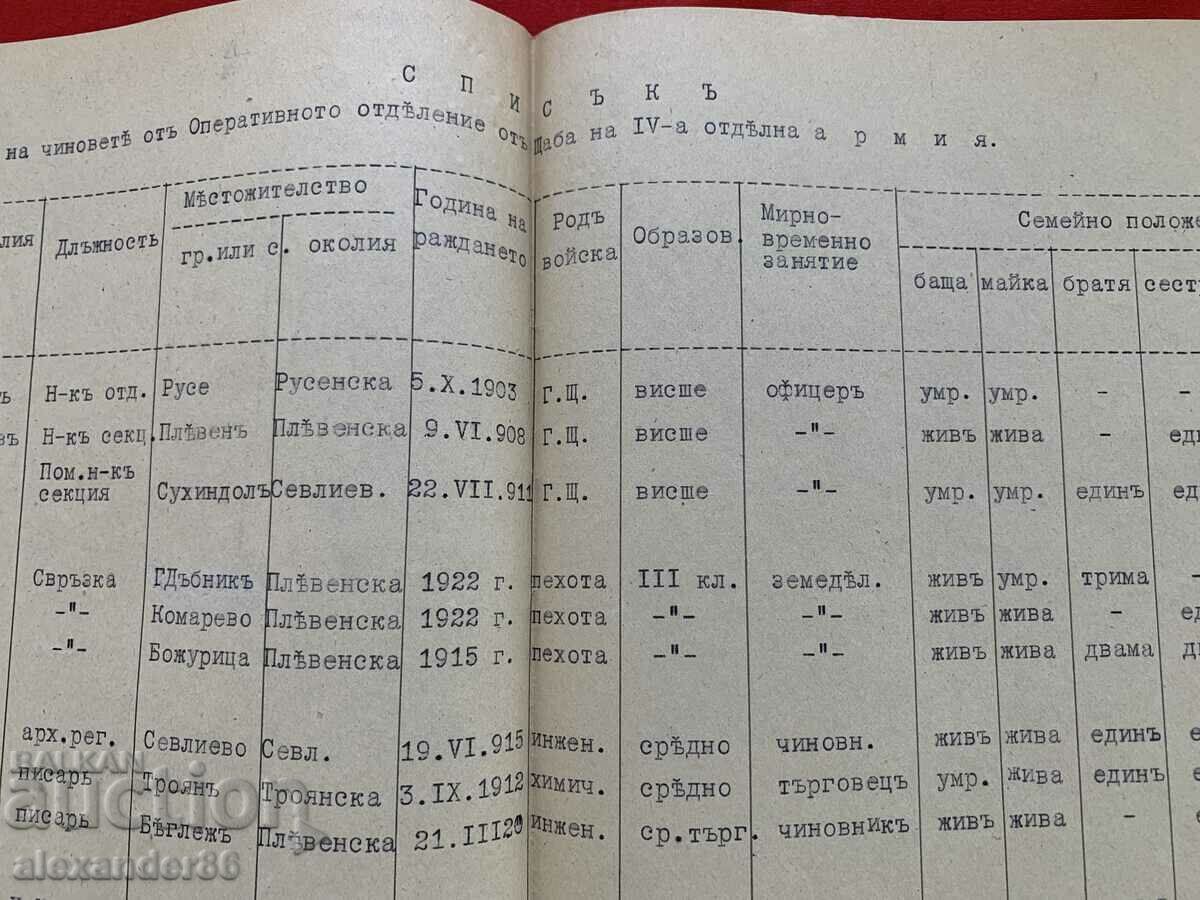 С П И С Ъ К Ъ
на чиноветѣ отъ Оперативното отдѣление отъ Щаба на IV-а отдѣлна а р м и я.
лия Длъжность Мѣстожителство гр.или с. околия Година на раждането Родъ войска Образов. Мирно-временно занятие Семейно положе
баща майка братя сест
ъ Н-къ отд. Русе Русенска 5.X.1903 г.Щ. висше офицеръ умр. умр. - -
въ Н-къ секц. Плѣвенъ Плѣвенска 9.VI.908 г.Щ. висше -"- живъ жива - еди
Пом.н-къ
секция Сухиндолъ Севлиев. 22.VII.911 г.Щ. висше -"- умр. умр. единъ ед
Свръзка ГДъбникъ Плѣвенска 1922 г. пехота III кл. земедѣл. живъ умр. трима -
-"- Комарево Плѣвенска 1922 г. пехота -"- -"- живъ жива - ед
-"- Божурица Плѣвенска 1915 г. пехота -"- -"- живъ жива двама д
арх.рег. Севлиево Севл. 19.VI.915 инжен. срѣдно чиновн. живъ жива единъ е
писарь Троянъ Троянска 3.IX.1912 химич. срѣдно търговецъ умр. жива единъ е
писарь Бѣглежъ Плѣвенска 21.III20 инжен. ср.търг. чиновникъ живъ жива - е
BALKAN
auction
alexander86